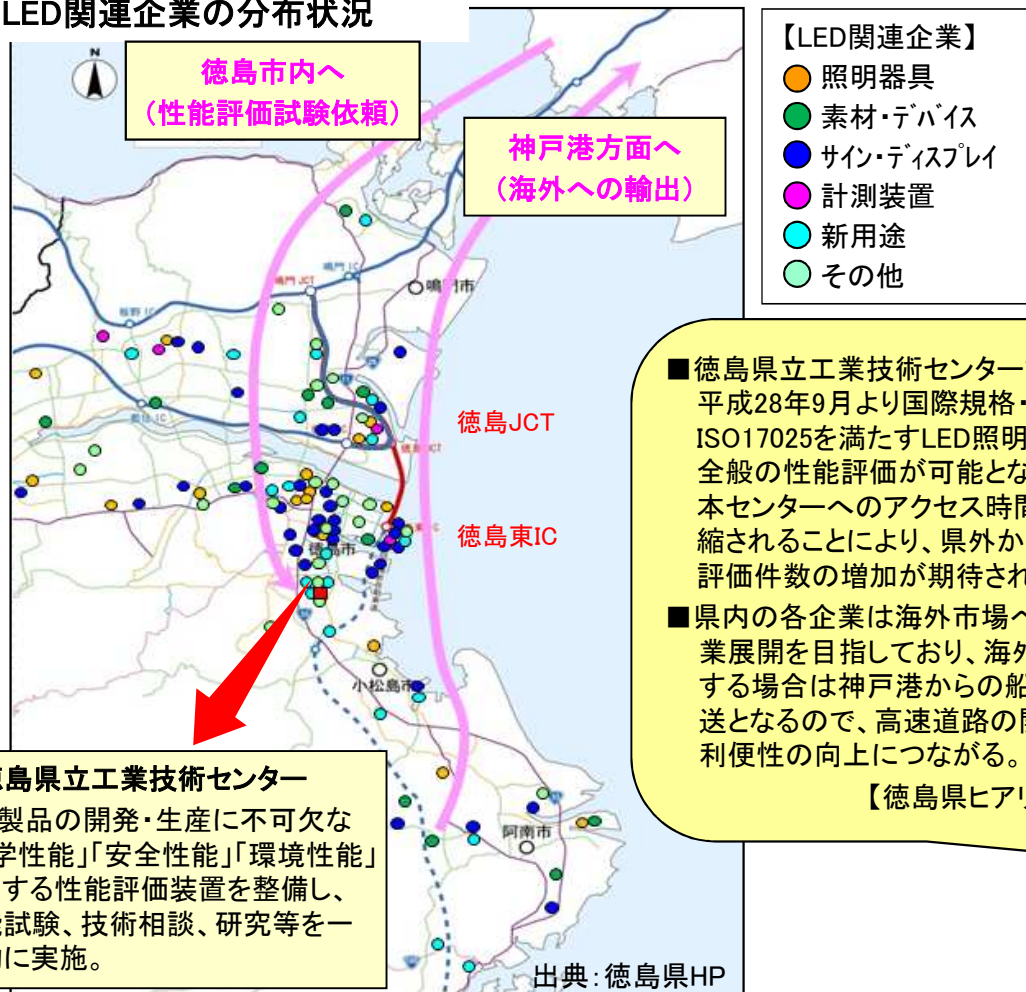 LED関連企業の分布状況
N
徳島市内へ
（性能評価試験依頼）
神戸港方面へ
（海外への輸出）
【LED関連企業】
照明器具
素材・デバイス
サイン・ディスプレイ
計測装置
新用途
その他
鳴門 JCT
鳴門 IC
鳴門市
板野 IC
藍住 IC
徳島JCT
徳島東IC
徳島市
小松島市
阿南市
■徳島県立工業技術センター
平成28年9月より国際規格・
ISO17025を満たすLED照明
全般の性能評価が可能とな
本センターへのアクセス時間
縮されることにより、県外か
評価件数の増加が期待され
■県内の各企業は海外市場へ
業展開を目指しており、海外
する場合は神戸港からの船
送となるので、高速道路の開
利便性の向上につながる。
【徳島県ヒアリ
島県立工業技術センター
製品の開発・生産に不可欠な
学性能」「安全性能」「環境性能」
する性能評価装置を整備し、
試験、技術相談、研究等を一
に実施。
出典：徳島県HP